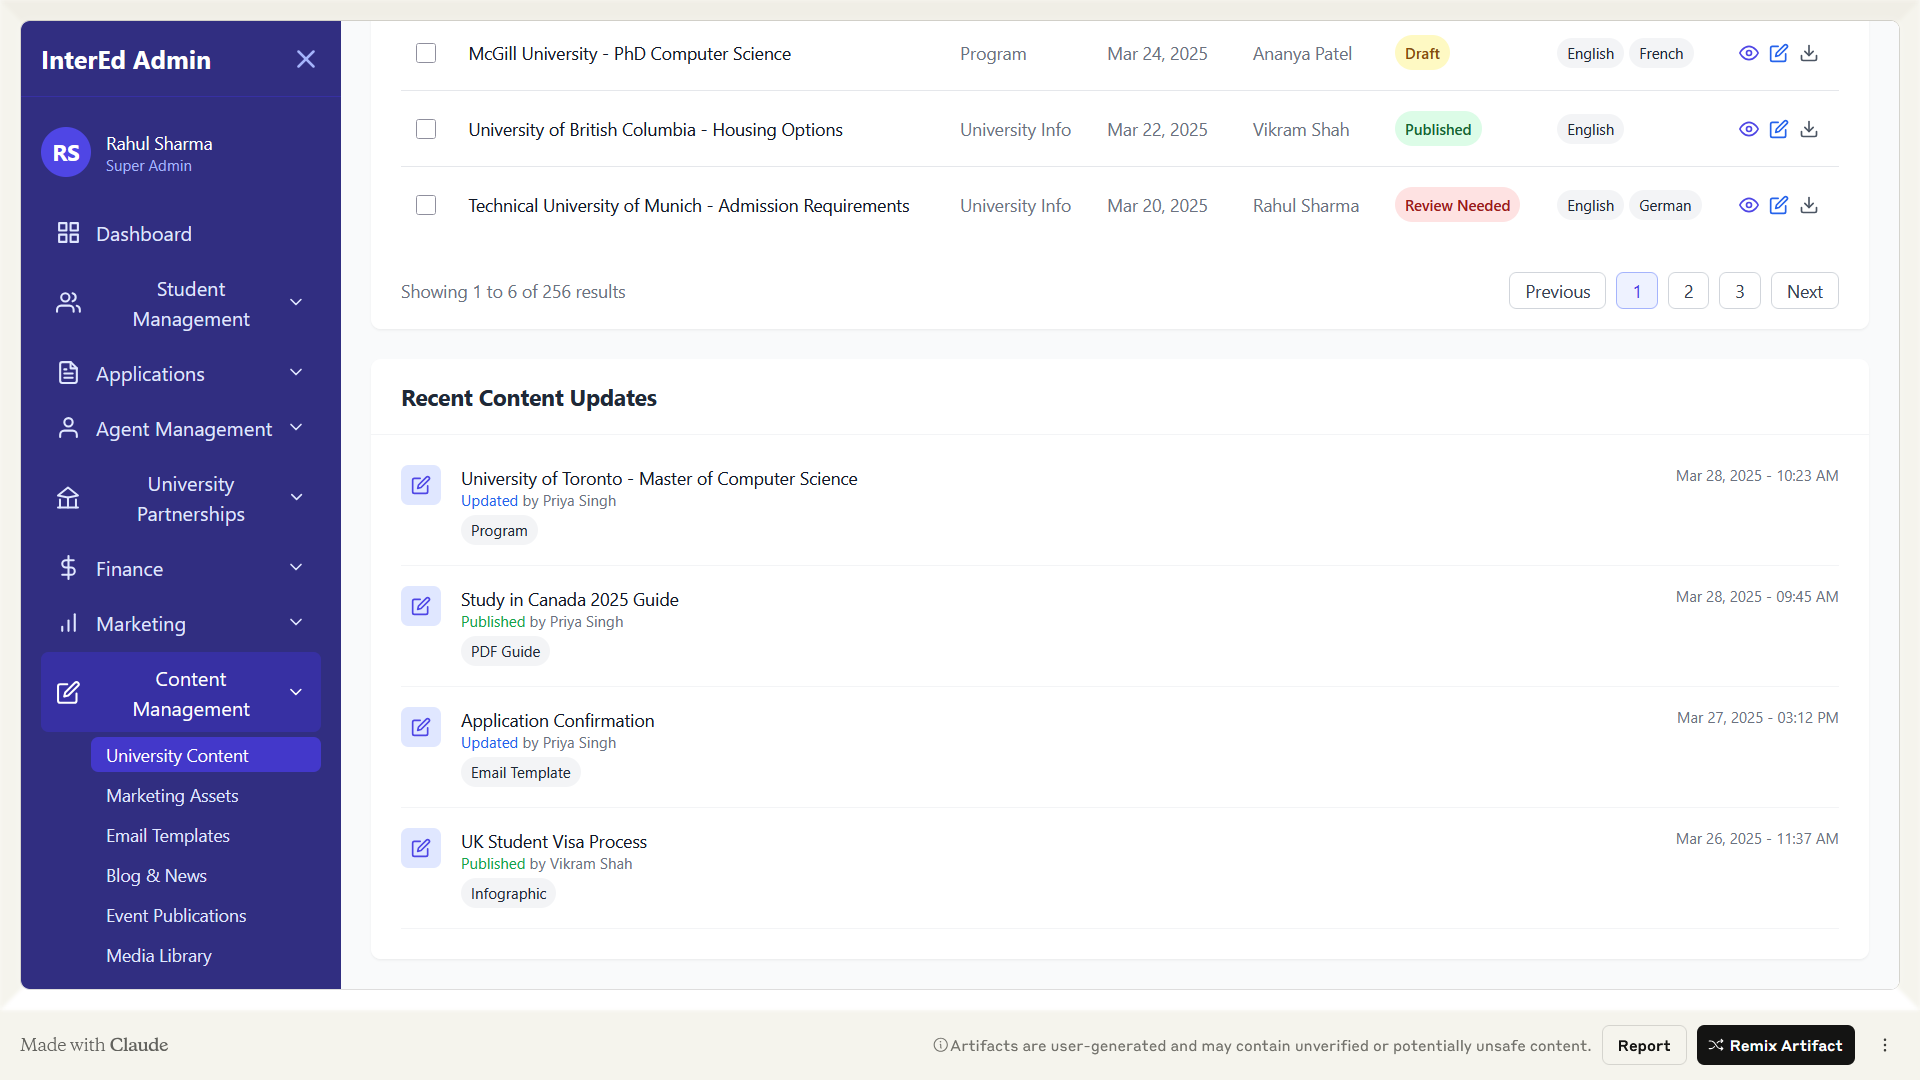 InterEd Admin
RS
Rahul Sharma
Super Admin
Dashboard
Student
Management
Applications
Agent Management
University
Partnerships
Finance
Marketing
Content
Management
University Content
Marketing Assets
Email Templates
Blog & News
Event Publications
Media Library
McGill University - PhD Computer Science Program Mar 24, 2025 Ananya Patel Draft English French
University of British Columbia - Housing Options University Info Mar 22, 2025 Vikram Shah Published English
Technical University of Munich - Admission Requirements University Info Mar 20, 2025 Rahul Sharma Review Needed English German
Showing 1 to 6 of 256 results Previous 1 2 3 Next
Recent Content Updates
University of Toronto - Master of Computer Science Mar 28, 2025 - 10:23 AM
Updated by Priya Singh
Program
Study in Canada 2025 Guide Mar 28, 2025 - 09:45 AM
Published by Priya Singh
PDF Guide
Application Confirmation Mar 27, 2025 - 03:12 PM
Updated by Priya Singh
Email Template
UK Student Visa Process Mar 26, 2025 - 11:37 AM
Published by Vikram Shah
Infographic
Made with Claude
Artifacts are user-generated and may contain unverified or potentially unsafe content. Report Remix Artifact